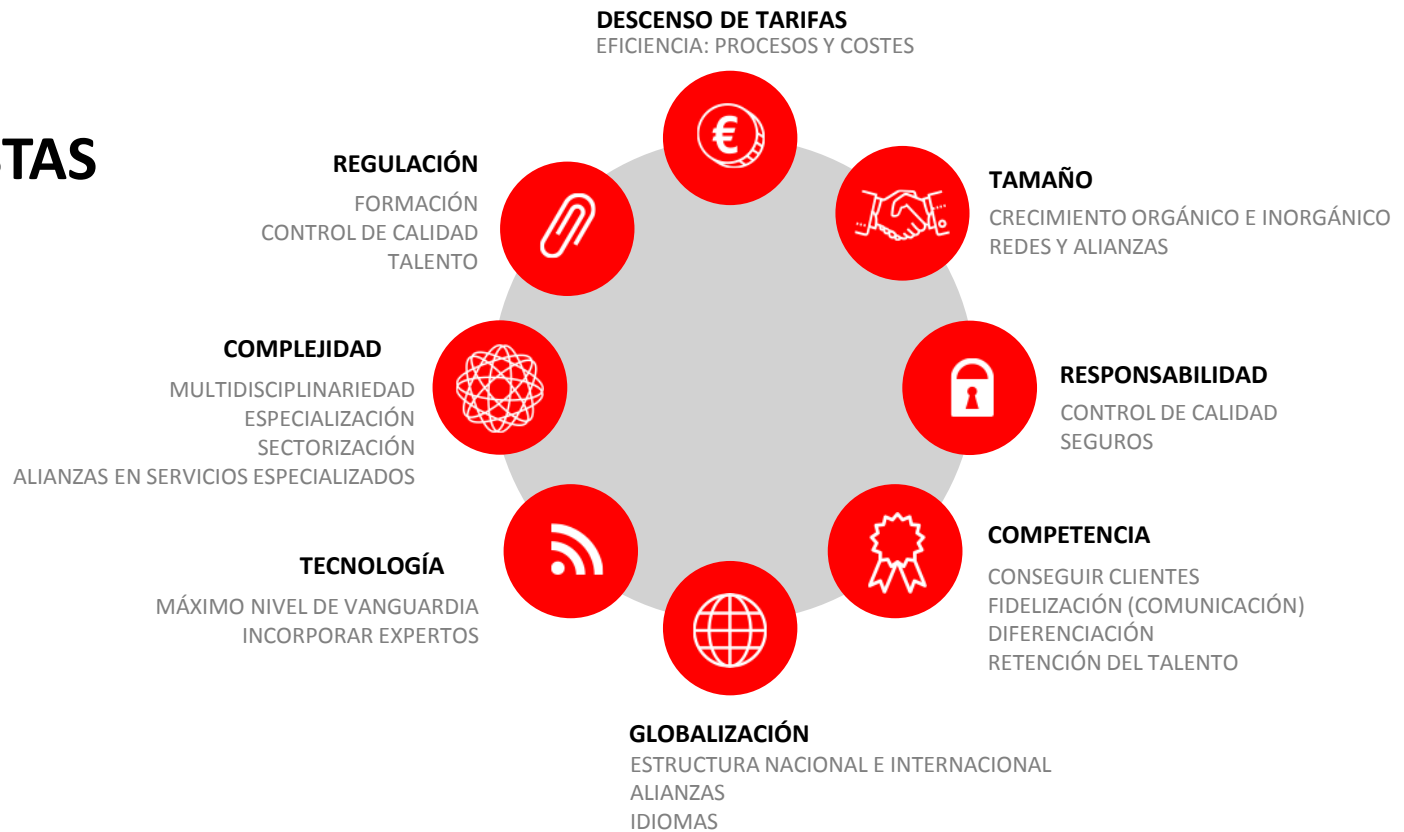 DESCENSO DE TARIFAS
EFICIENCIA: PROCESOS Y COSTES
TAMAÑO
CRECIMIENTO ORGÁNICO E INORGÁNICO
REDES Y ALIANZAS
RESPONSABILIDAD
CONTROL DE CALIDAD
SEGUROS
COMPETENCIA
CONSEGUIR CLIENTES
FIDELIZACIÓN (COMUNICACIÓN)
DIFERENCIACIÓN
RETENCIÓN DEL TALENTO
GLOBALIZACIÓN
ESTRUCTURA NACIONAL E INTERNACIONAL
ALIANZAS
IDIOMAS
TECNOLOGÍA
MÁXIMO NIVEL DE VANGUARDIA
INCORPORAR EXPERTOS
COMPLEJIDAD
MULTIDISCIPLINARIEDAD
ESPECIALIZACIÓN
SECTORIZACIÓN
ALIANZAS EN SERVICIOS ESPECIALIZADOS
REGULACIÓN
FORMACIÓN
CONTROL DE CALIDAD
TALENTO
€